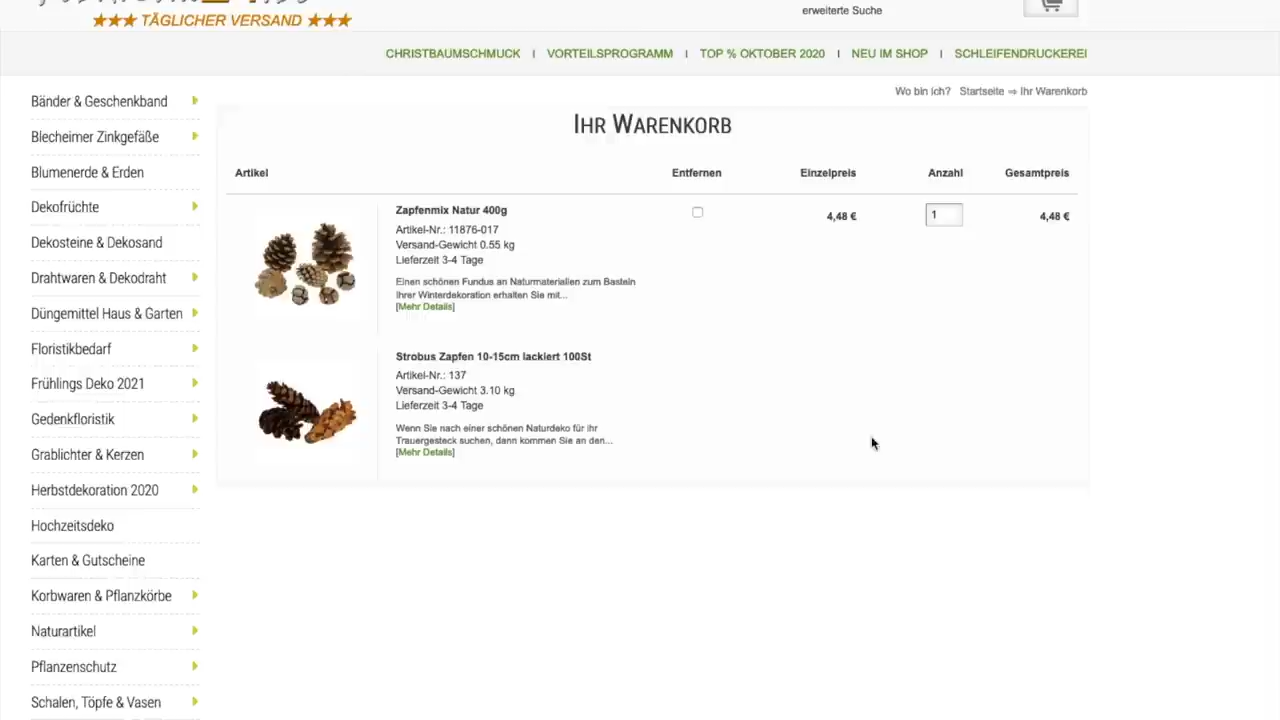 ★★★ TÄGLICHER VERSAND ★★★
erweiterte Suche
CHRISTBAUMSCHMUCK I VORTEILSPROGRAMM I TOP % OKTOBER 2020 I NEU IM SHOP I SCHLEIFENDRUCKEREI
Wo bin ich? Startseite ⇒ Ihr Warenkorb
Bänder & Geschenkband
Blecheimer Zinkgefäße
Blumenerde & Erden
Dekofrüchte
Dekosteine & Dekosand
Drahtwaren & Dekodraht
Düngemittel Haus & Garten
Floristikbedarf
Frühlings Deko 2021
Gedenkfloristik
Grablichter & Kerzen
Herbstdekoration 2020
Hochzeitsdeko
Karten & Gutscheine
Korbwaren & Pflanzkörbe
Naturartikel
Pflanzenschutz
Schalen, Töpfe & Vasen
IHR WARENKORB
Artikel Entfernen Einzelpreis Anzahl Gesamtpreis
Zapfenmix Natur 400g
4,48 € 1 4,48 €
Artikel-Nr.: 11876-017
Versand-Gewicht 0.55 kg
Lieferzeit 3-4 Tage
Einen schönen Fundus an Naturmaterialien zum Basteln
Ihrer Winterdekoration erhalten Sie mit...
[Mehr Details]
Strobus Zapfen 10-15cm lackiert 100St
Artikel-Nr.: 137
Versand-Gewicht 3.10 kg
Lieferzeit 3-4 Tage
Wenn Sie nach einer schönen Naturdeko für ihr
Trauergesteck suchen, dann kommen Sie an den...
[Mehr Details]